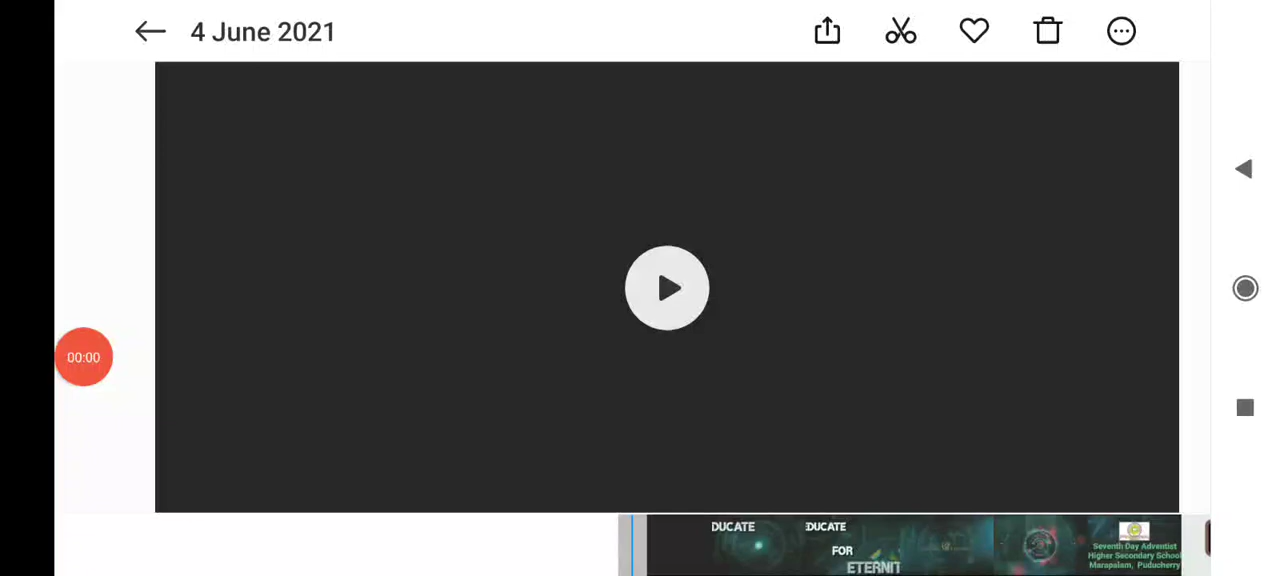 4 June 2021
00:00
DUCATE
DUCATE
FOR
ETERNIT
Seventh Day Adventist
Higher Secondary School
Marapalam, Puducherry